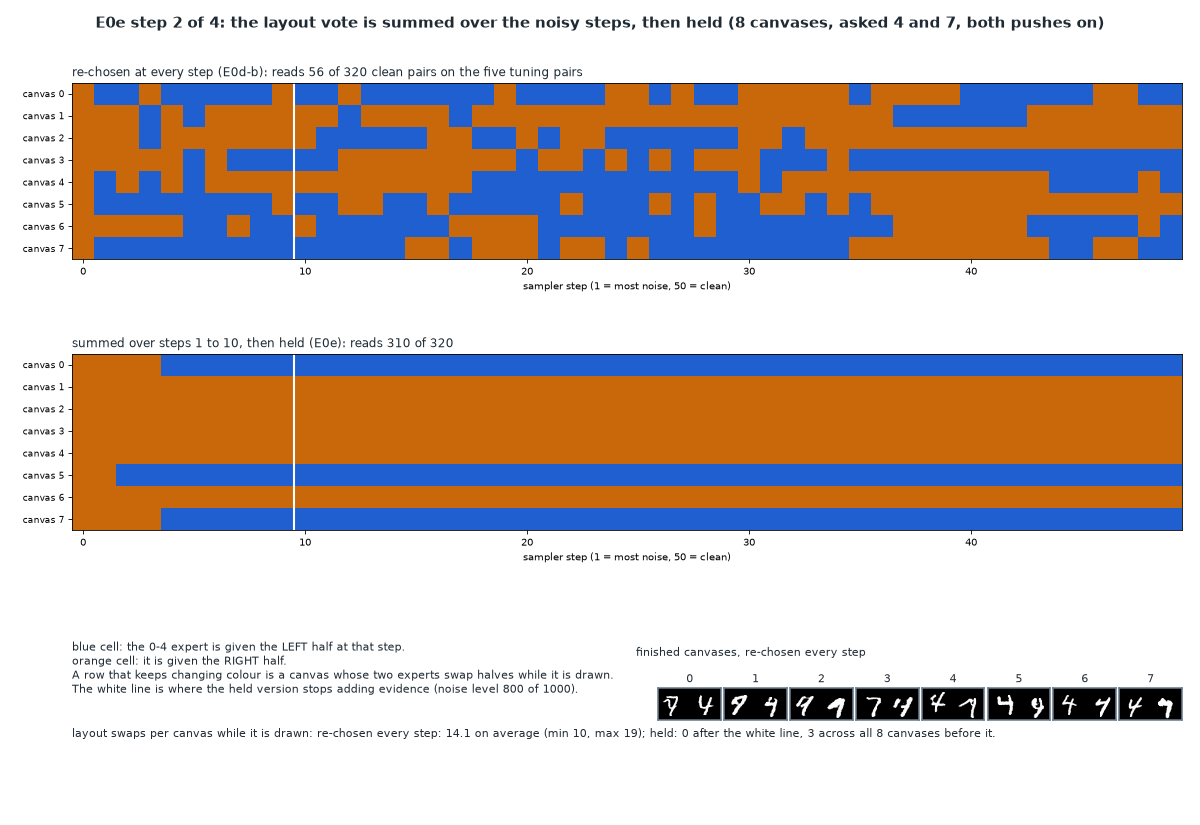 E0e step 2 of 4: the layout vote is summed over the noisy steps, then held (8 canvases, asked 4 and 7, both pushes on)
re-chosen at every step (E0d-b): reads 56 of 320 clean pairs on the five tuning pairs
canvas 0
canvas 1
canvas 2
canvas 3
canvas 4
canvas 5
canvas 6
canvas 7
0 10 20 30 40
sampler step (1 = most noise, 50 = clean)
summed over steps 1 to 10, then held (E0e): reads 310 of 320
canvas 0
canvas 1
canvas 2
canvas 3
canvas 4
canvas 5
canvas 6
canvas 7
0 10 20 30 40
sampler step (1 = most noise, 50 = clean)
blue cell: the 0-4 expert is given the LEFT half at that step.
orange cell: it is given the RIGHT half.
A row that keeps changing colour is a canvas whose two experts swap halves while it is drawn.
The white line is where the held version stops adding evidence (noise level 800 of 1000).
finished canvases, re-chosen every step
0 1 2 3 4 5 6 7
layout swaps per canvas while it is drawn: re-chosen every step: 14.1 on average (min 10, max 19); held: 0 after the white line, 3 across all 8 canvases before it.